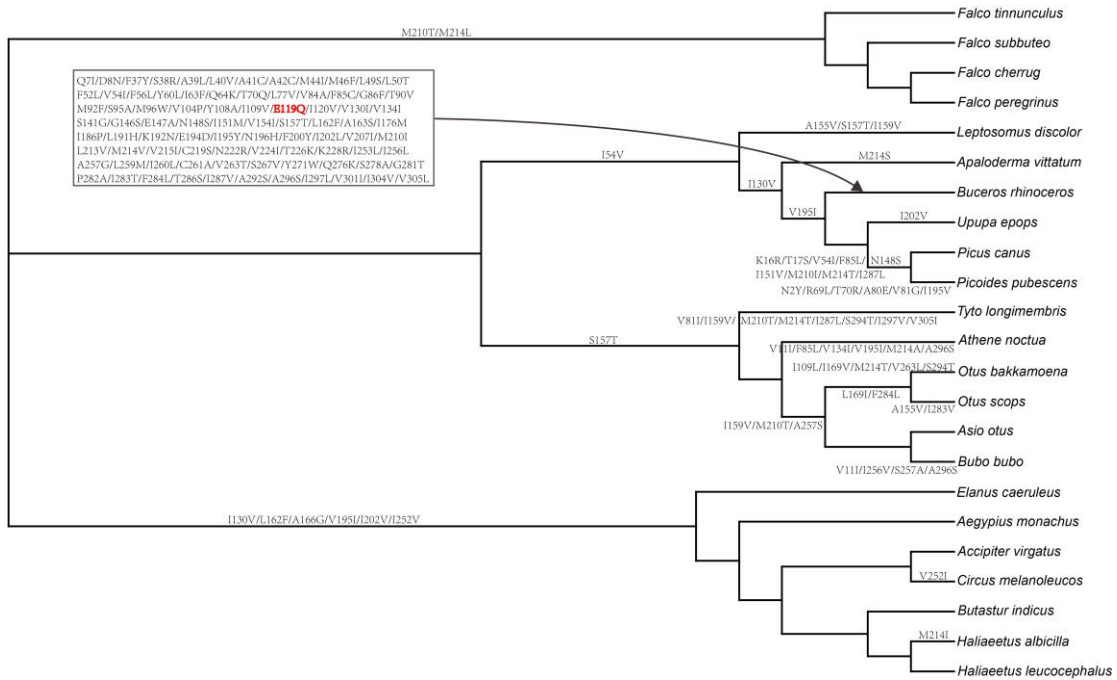 Falco tinnunculus
M210T/M214L
Falco subbuteo
Falco cherrug
Falco peregrinus
Q7I/D8N/F37Y/S38R/A39L/L40V/A41C/A42C/M44I/M46F/L49S/L50T
F52L/V54I/F56L/Y60L/I63F/Q64K/T70Q/L77V/V84A/F85C/G86F/T90V
M92F/S95A/M96W/V104P/Y108A/I109V/E119Q/I120V/V130I/V134I
S141G/G146S/E147A/N148S/I151M/V154I/S157T/L162F/A163S/I176M
I186P/L191H/K192N/E194D/I195Y/N196H/F200Y/I202L/V207I/M210I
L213V/M214V/V215I/C219S/N222R/V224I/T226K/K228R/I253L/I256L
A257G/L259M/I260L/C261A/V263T/S267V/Y271W/Q276K/S278A/G281T
P282A/I283T/F284L/T286S/I287V/A292S/A296S/I297L/V301I/I304V/V305L
A155V/S157T/I159V
Leptosomus discolor
I54V
M214S
Apaloderma vittatum
I130V
Buceros rhinoceros
V195I
I202V
Upupa epops
K16R/T17S/V54I/F85L/ N148S
Picus canus
I151V/M210I/M214T/I287L
Picoides pubescens
N2Y/R69L/T70R/A80E/V81G/I195V
Tyto longimembris
V81I/I159V/ M210T/M214T/I287L/S294T/I297V/V305I
S157T
Athene noctua
V11I/F85L/V134I/V195I/M214A/A296S
I109L/I169V/M214T/V263L/S294T
Otus bakkamoena
L169I/F284L
Otus scops
A155V/I283V
I159V/M210T/A257S
Asio otus
Bubo bubo
V11I/I256V/S257A/A296S
Elanus caeruleus
I130V/L162F/A166G/V195I/I202V/I252V
Aegypius monachus
Accipiter virgatus
V252I
Circus melanoleucos
Butastur indicus
M214I
Haliaeetus albicilla
Haliaeetus leucocephalus